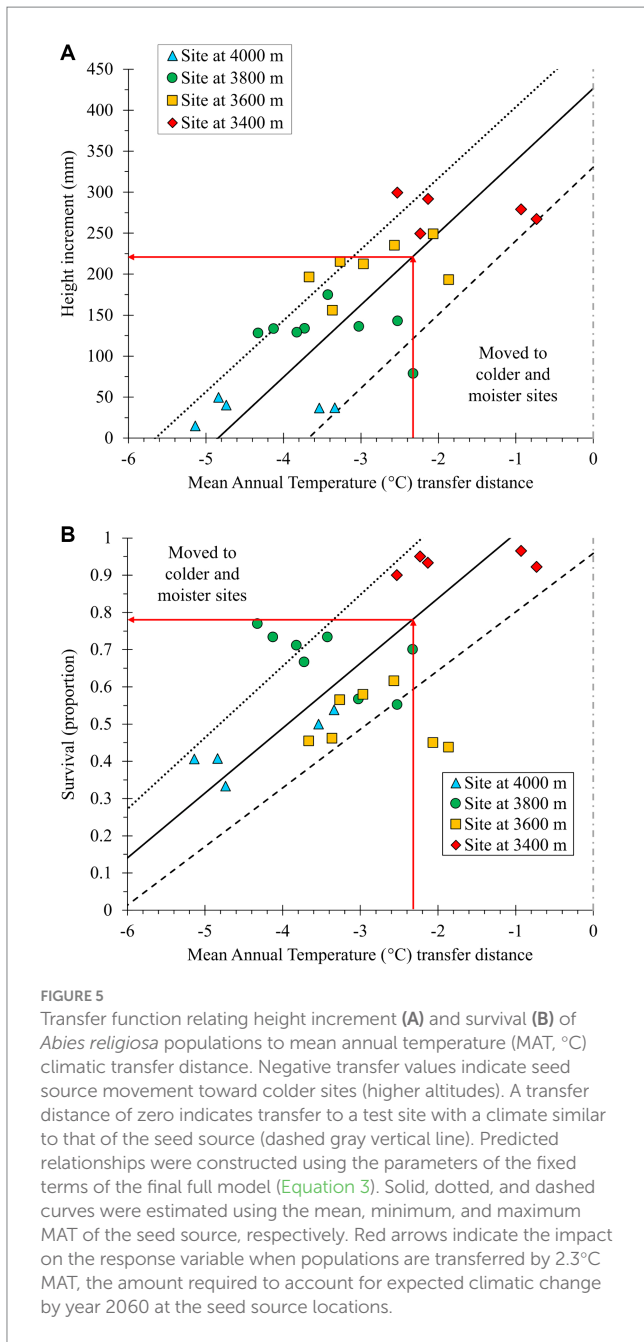 A
Site at 4000 m
Site at 3800 m
Site at 3600 m
Site at 3400 m
450
400
350
300
250
200
150
100
50
0
Height increment (mm)
Moved to
colder and
moister sites
-6 -5 -4 -3 -2 -1 0
Mean Annual Temperature (°C) transfer distance
B
1
0.9
0.8
0.7
0.6
0.5
0.4
0.3
0.2
0.1
0
Survival (proportion)
Moved to
colder and
moister sites
Site at 4000 m
Site at 3800 m
Site at 3600 m
Site at 3400 m
-6 -5 -4 -3 -2 -1 0
Mean Annual Temperature (°C) transfer distance
FIGURE 5
Transfer function relating height increment (A) and survival (B) of
Abies religiosa populations to mean annual temperature (MAT, °C)
climatic transfer distance. Negative transfer values indicate seed
source movement toward colder sites (higher altitudes). A transfer
distance of zero indicates transfer to a test site with a climate similar
to that of the seed source (dashed gray vertical line). Predicted
relationships were constructed using the parameters of the fixed
terms of the final full model (Equation 3). Solid, dotted, and dashed
curves were estimated using the mean, minimum, and maximum
MAT of the seed source, respectively. Red arrows indicate the impact
on the response variable when populations are transferred by 2.3°C
MAT, the amount required to account for expected climatic change
by year 2060 at the seed source locations.